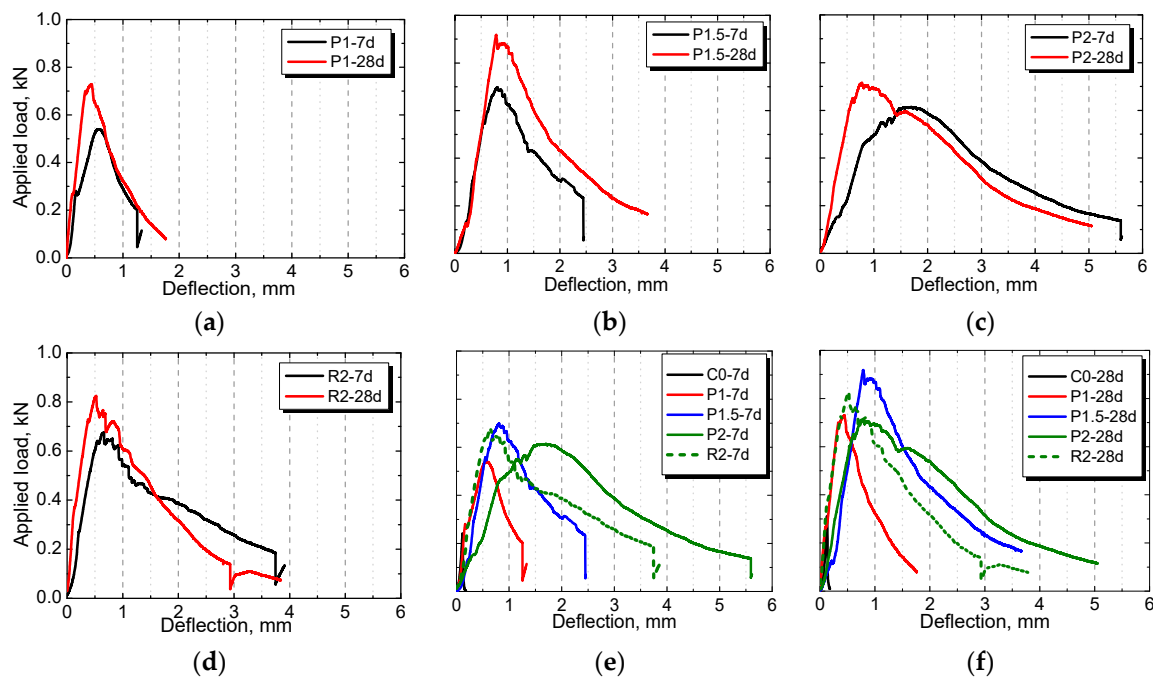 1.0
0.8
0.6
0.4
0.2
0.0
Applied load, kN
P1-7d
P1-28d
0 1 2 3 4 5 6
Deflection, mm
(a)
P1.5-7d
P1.5-28d
0 1 2 3 4 5 6
Deflection, mm
(b)
P2-7d
P2-28d
0 1 2 3 4 5 6
Deflection, mm
(c)
1.0
0.8
0.6
0.4
0.2
0.0
Applied load, kN
R2-7d
R2-28d
0 1 2 3 4 5 6
Deflection, mm
(d)
C0-7d
P1-7d
P1.5-7d
P2-7d
R2-7d
0 1 2 3 4 5 6
Deflection, mm
(e)
C0-28d
P1-28d
P1.5-28d
P2-28d
R2-28d
0 1 2 3 4 5 6
Deflection, mm
(f)